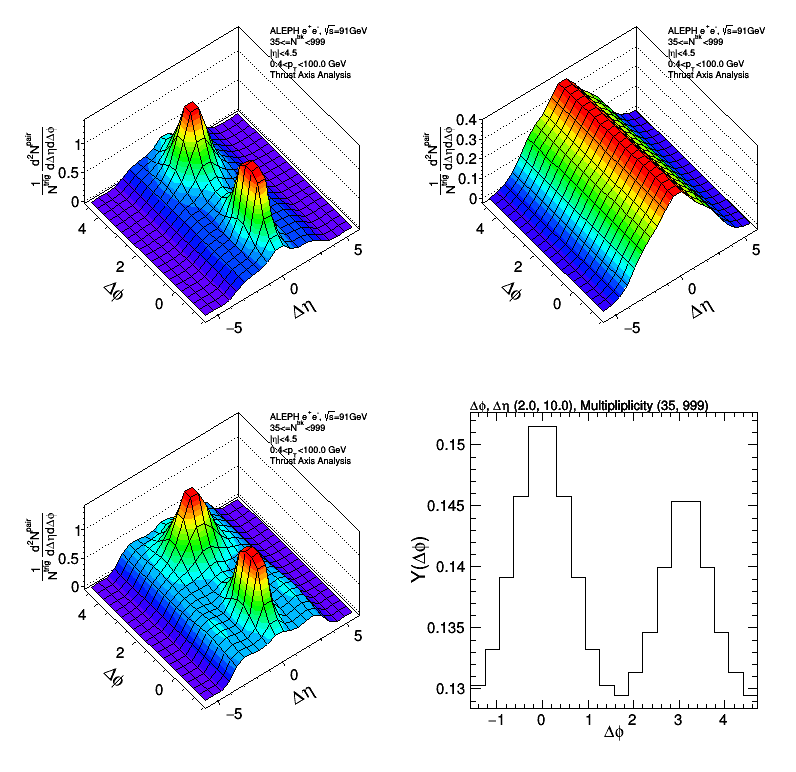 ALEPH e⁺e⁻, √s=91GeV
35<=N^trk<999
|η|<4.5
0.4<p_T<100.0 GeV
Thrust Axis Analysis
1/N^trig d²N^pair/dΔηdΔφ
1
0.5
0
4
2
0
Δφ
−5
0
5
Δη
ALEPH e⁺e⁻, √s=91GeV
35<=N^trk<999
|η|<4.5
0.4<p_T<100.0 GeV
Thrust Axis Analysis
1/N^trig d²N^pair/dΔηdΔφ
0.4
0.3
0.2
0.1
0
4
2
0
Δφ
−5
0
5
Δη
ALEPH e⁺e⁻, √s=91GeV
35<=N^trk<999
|η|<4.5
0.4<p_T<100.0 GeV
Thrust Axis Analysis
1/N^trig d²N^pair/dΔηdΔφ
1
0.5
0
4
2
0
Δφ
−5
0
5
Δη
Δφ, Δη (2.0, 10.0), Multipliplicity (35, 999)
Y(Δφ)
0.15
0.145
0.14
0.135
0.13
−1 0 1 2 3 4
Δφ